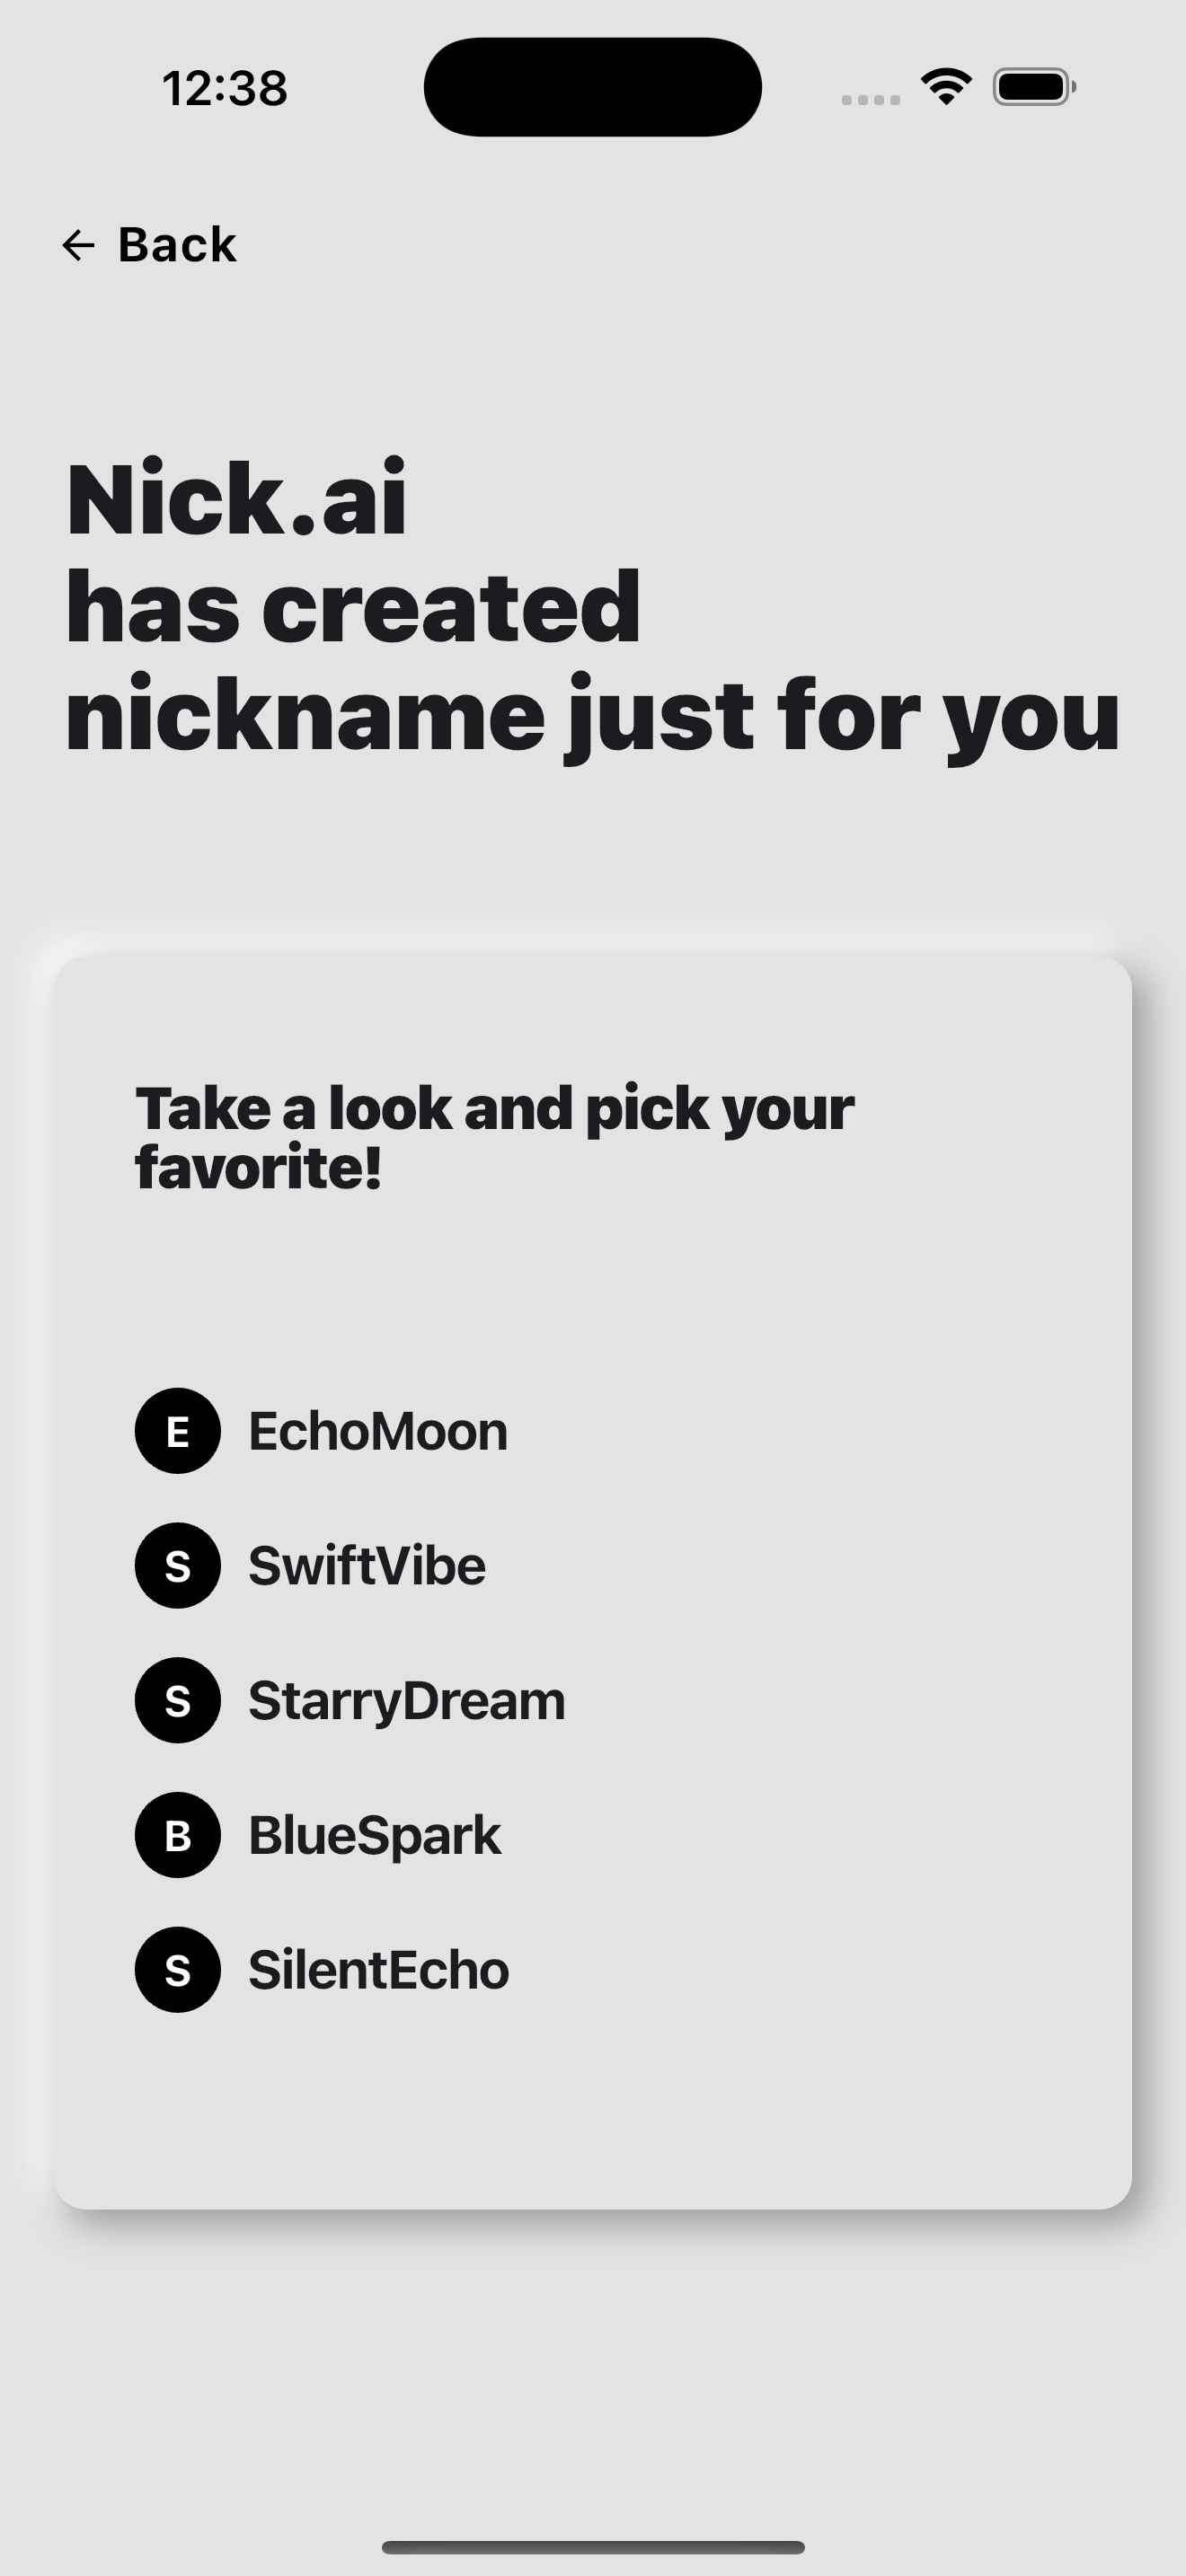 12:38
← Back
Nick.ai
has created
nickname just for you
Take a look and pick your
favorite!
E EchoMoon
S SwiftVibe
S StarryDream
B BlueSpark
S SilentEcho